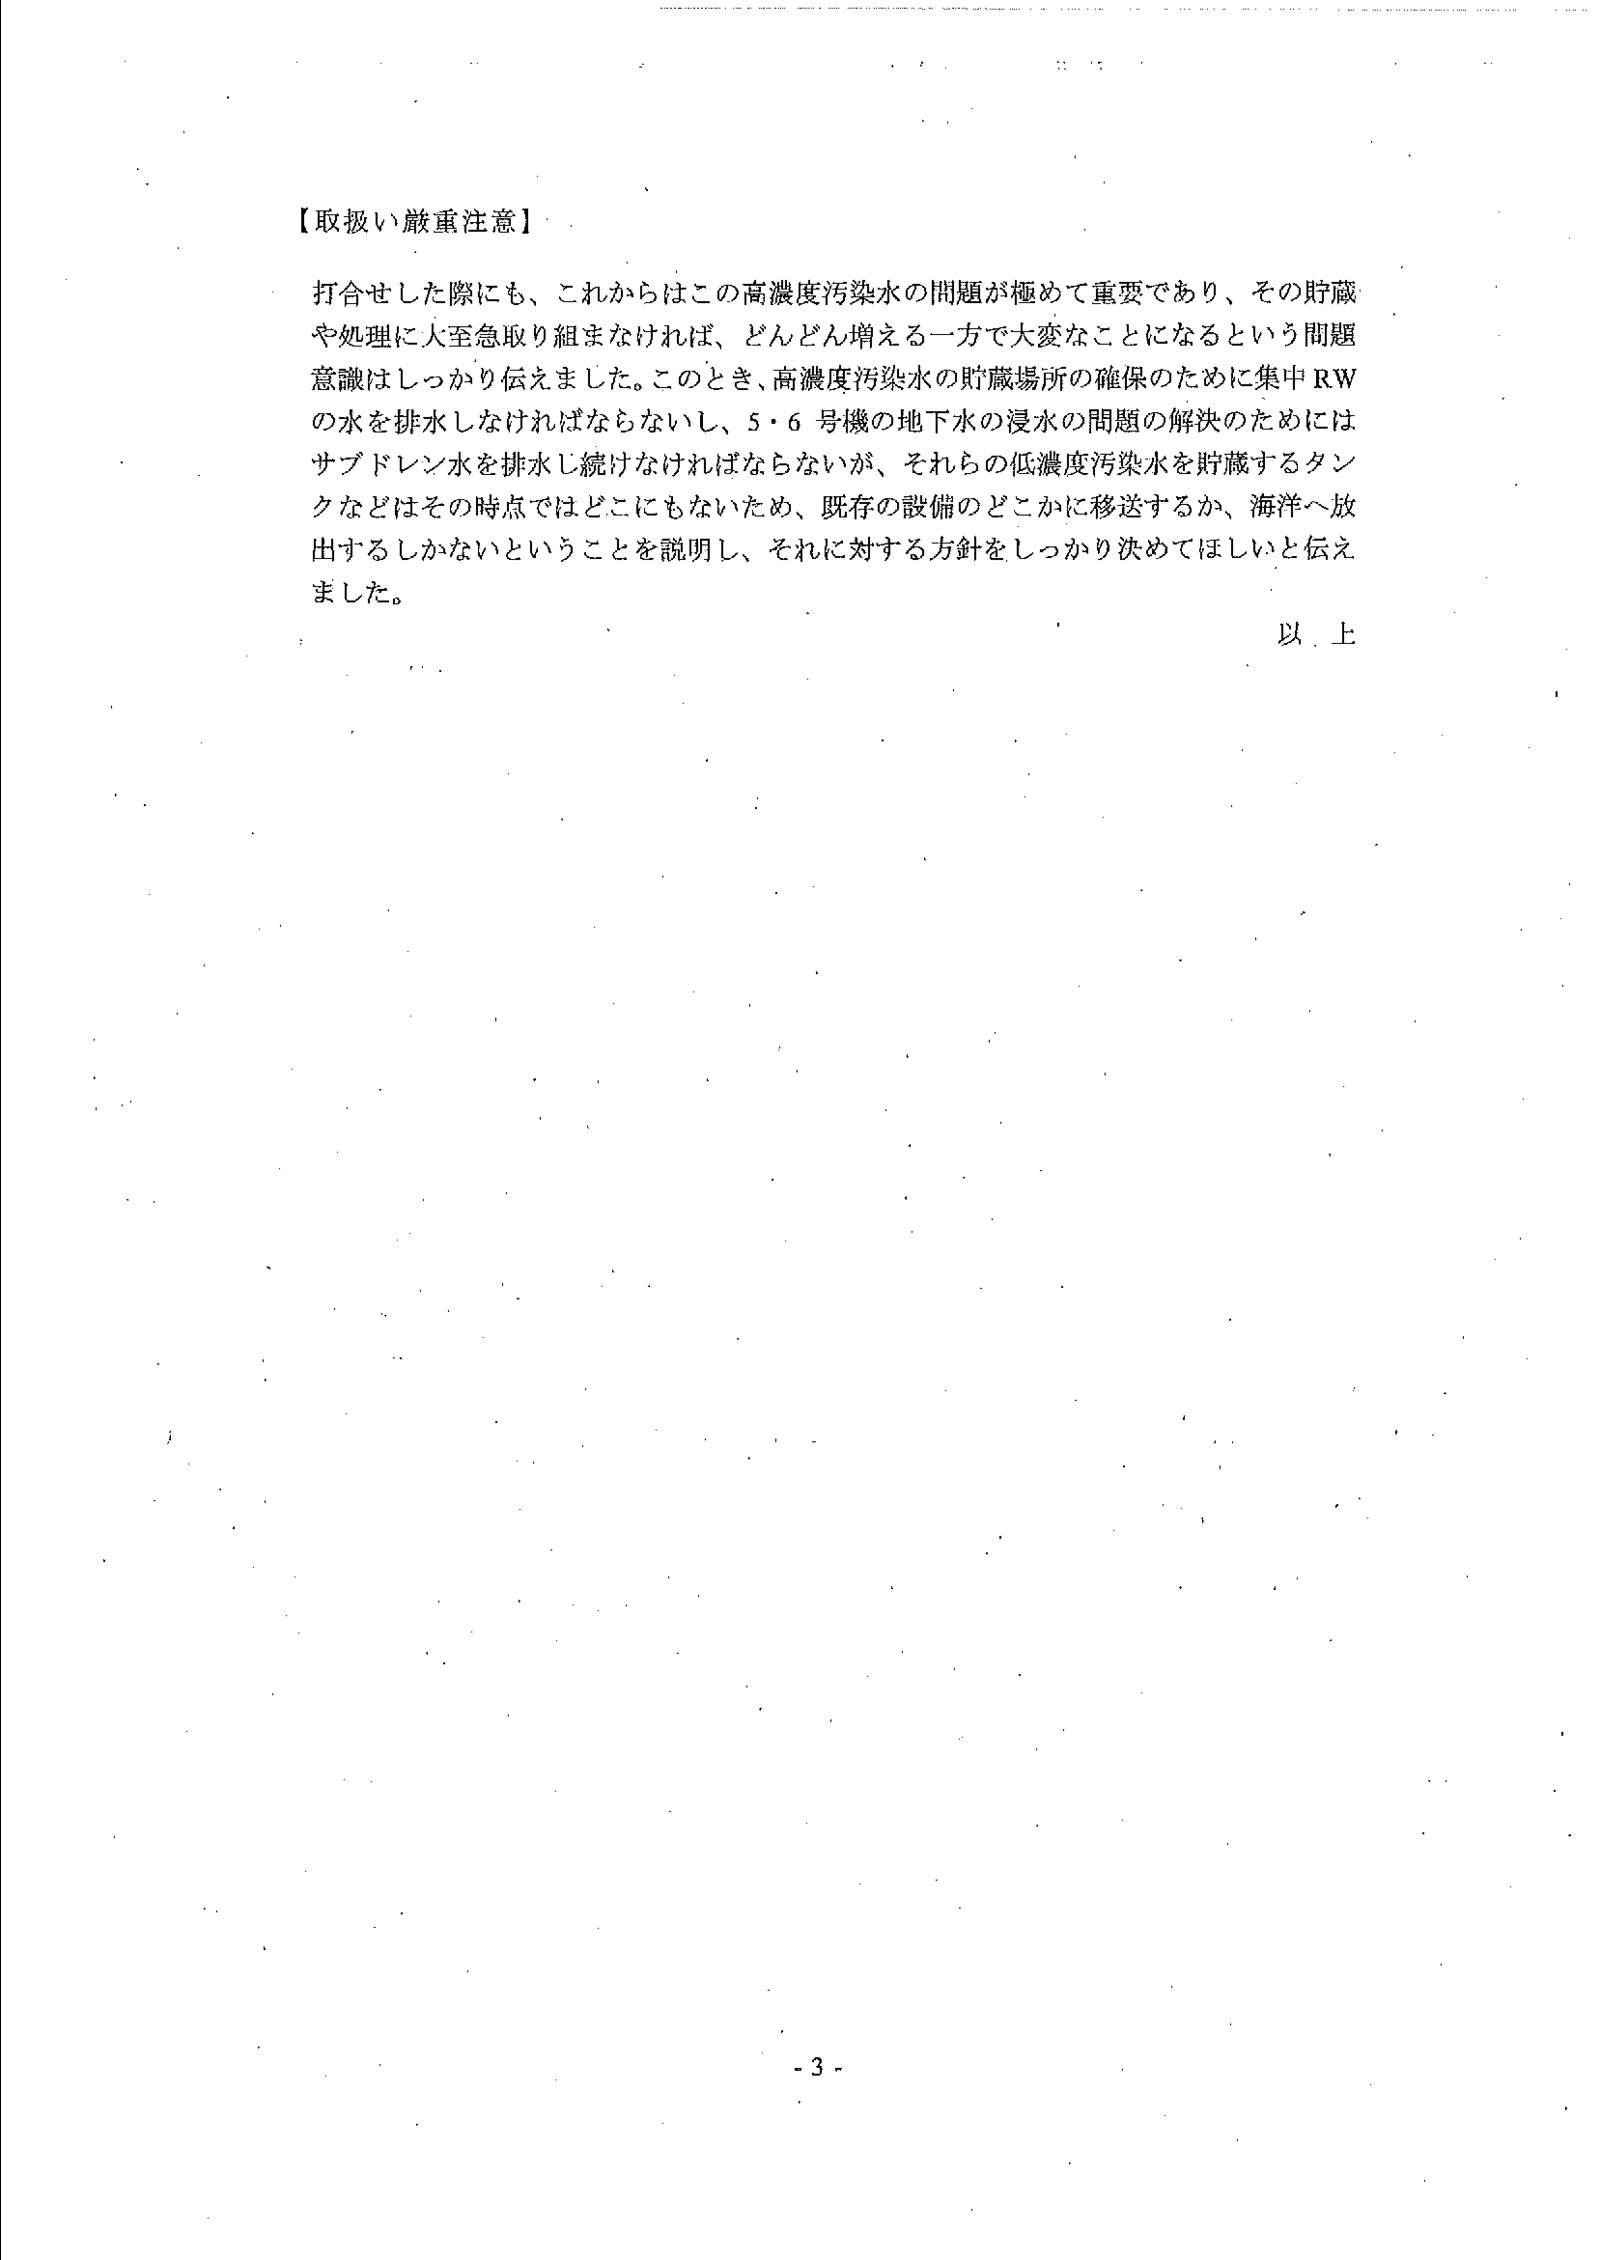 【取扱い厳重注意】
打合せした際にも、これからはこの高濃度汚染水の問題が極めて重要であり、その貯蔵
や処理に大至急取り組まなければ、どんどん増える一方で大変なことになるという問題
意識はしっかり伝えました。このとき、高濃度汚染水の貯蔵場所の確保のために集中 RW
の水を排水しなければならないし、5・6 号機の地下水の浸水の問題の解決のためには
サブドレン水を排水し続けなければならないが、それらの低濃度汚染水を貯蔵するタン
クなどはその時点ではどこにもないため、既存の設備のどこかに移送するか、海洋へ放
出するしかないということを説明し、それに対する方針をしっかり決めてほしいと伝え
ました。
以 上
- 3 -